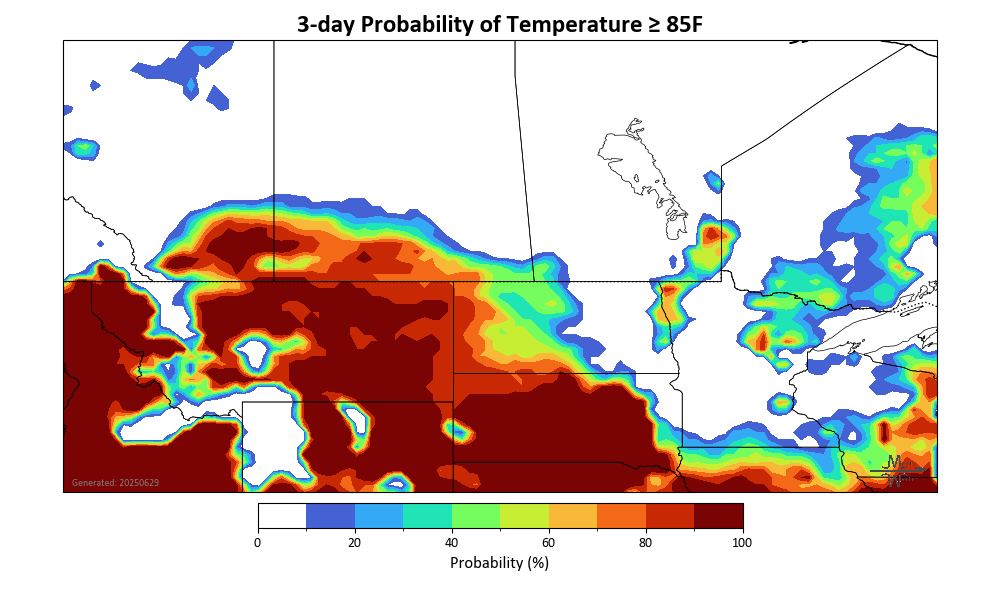 3-day Probability of Temperature ≥ 85F
Generated: 20250629
0 20 40 60 80 100
Probability (%)